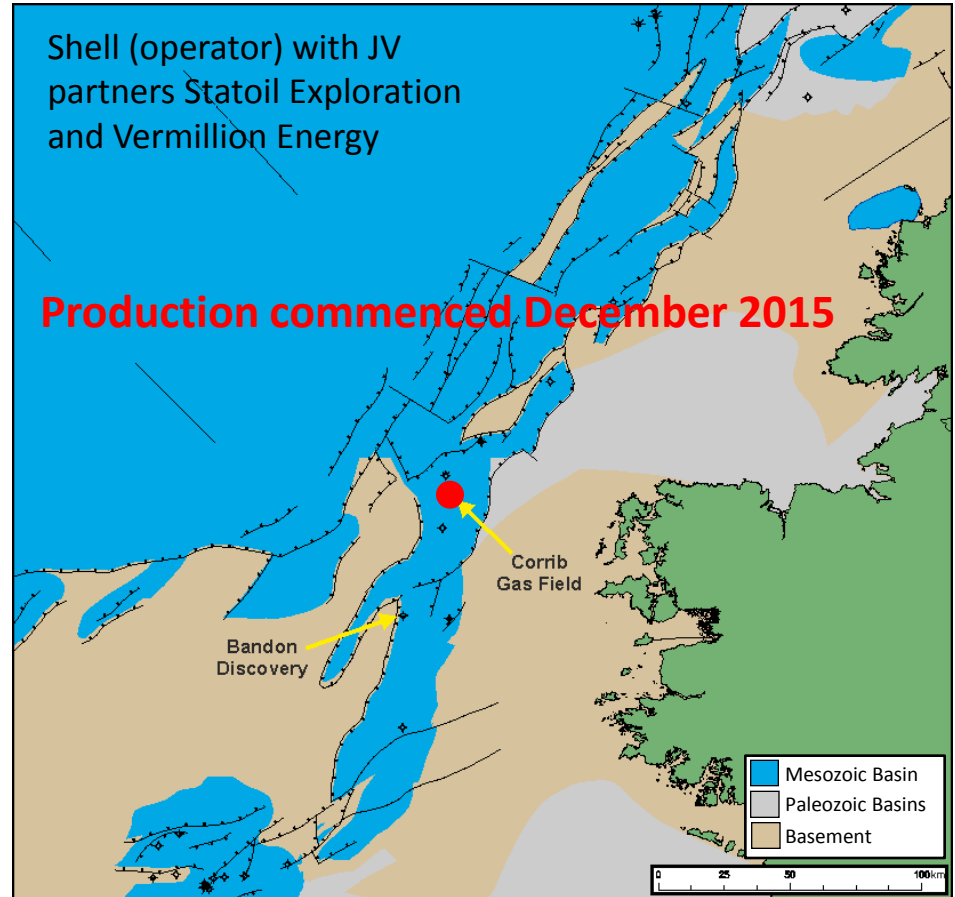 Shell (operator) with JV
partners Statoil Exploration
and Vermillion Energy
Production commenced December 2015
Corrib
Gas Field
Bandon
Discovery
Mesozoic Basin
Paleozoic Basins
Basement
0 25 50 100km